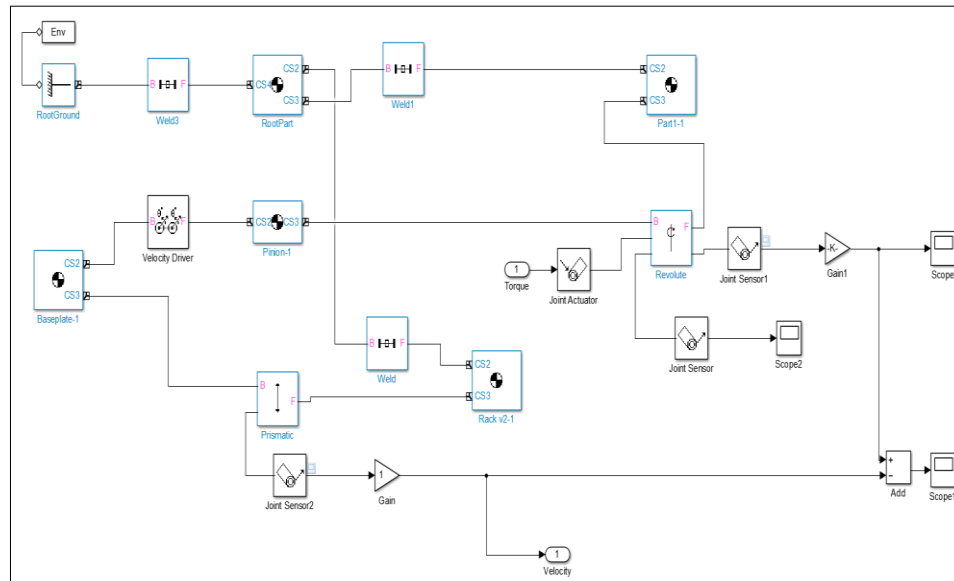 Env
RootGround
B F
Weld3
CS4 CS2
CS3
RootPart
B F
Weld1
CS2
CS3
Part1-1
B F
Velocity Driver
CS2 CS3
Pinion-1
B F
Revolute
CS2
CS3
Baseplate-1
1
Torque
Joint Actuator
Joint Sensor1
-K-
Gain1
Scope
Joint Sensor
Scope2
B F
Weld
CS2
CS3
Rack v2-1
B
F
Prismatic
Joint Sensor2
1
Gain
+
−
Add
Scope1
1
Velocity